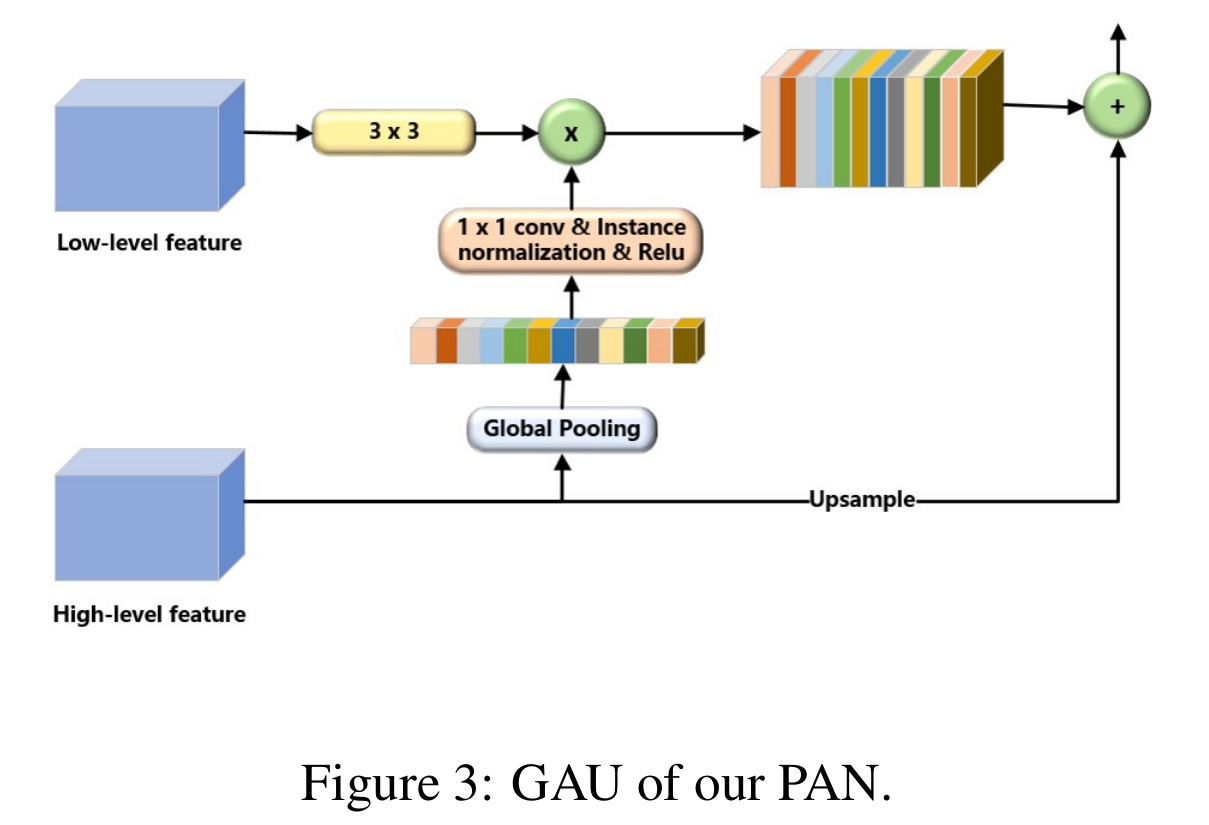 3 x 3
x
+
Low-level feature
1 x 1 conv & Instance
normalization & Relu
Global Pooling
Upsample
High-level feature
Figure 3: GAU of our PAN.